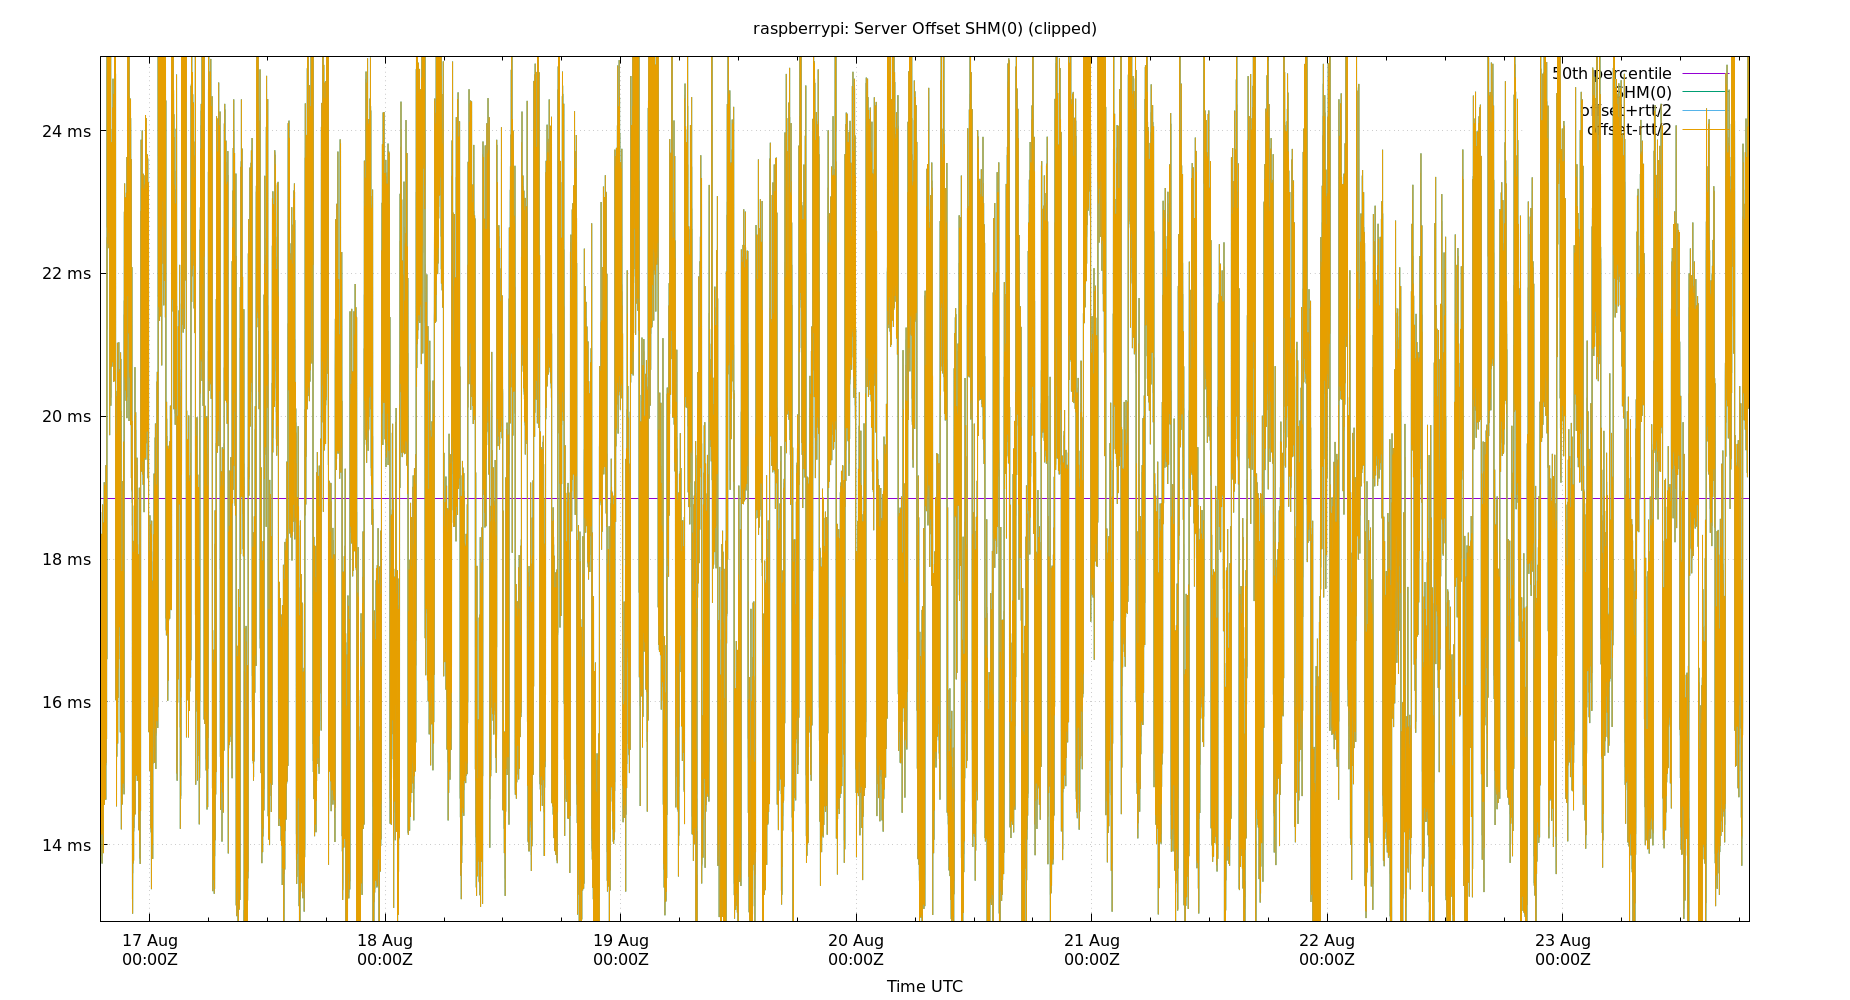 raspberrypi: Server Offset SHM(0) (clipped)
50th percentile
SHM(0)
offset+rtt/2
offset-rtt/2
24 ms
22 ms
20 ms
18 ms
16 ms
14 ms
17 Aug 18 Aug 19 Aug 20 Aug 21 Aug 22 Aug 23 Aug
00:00Z 00:00Z 00:00Z 00:00Z 00:00Z 00:00Z 00:00Z
Time UTC